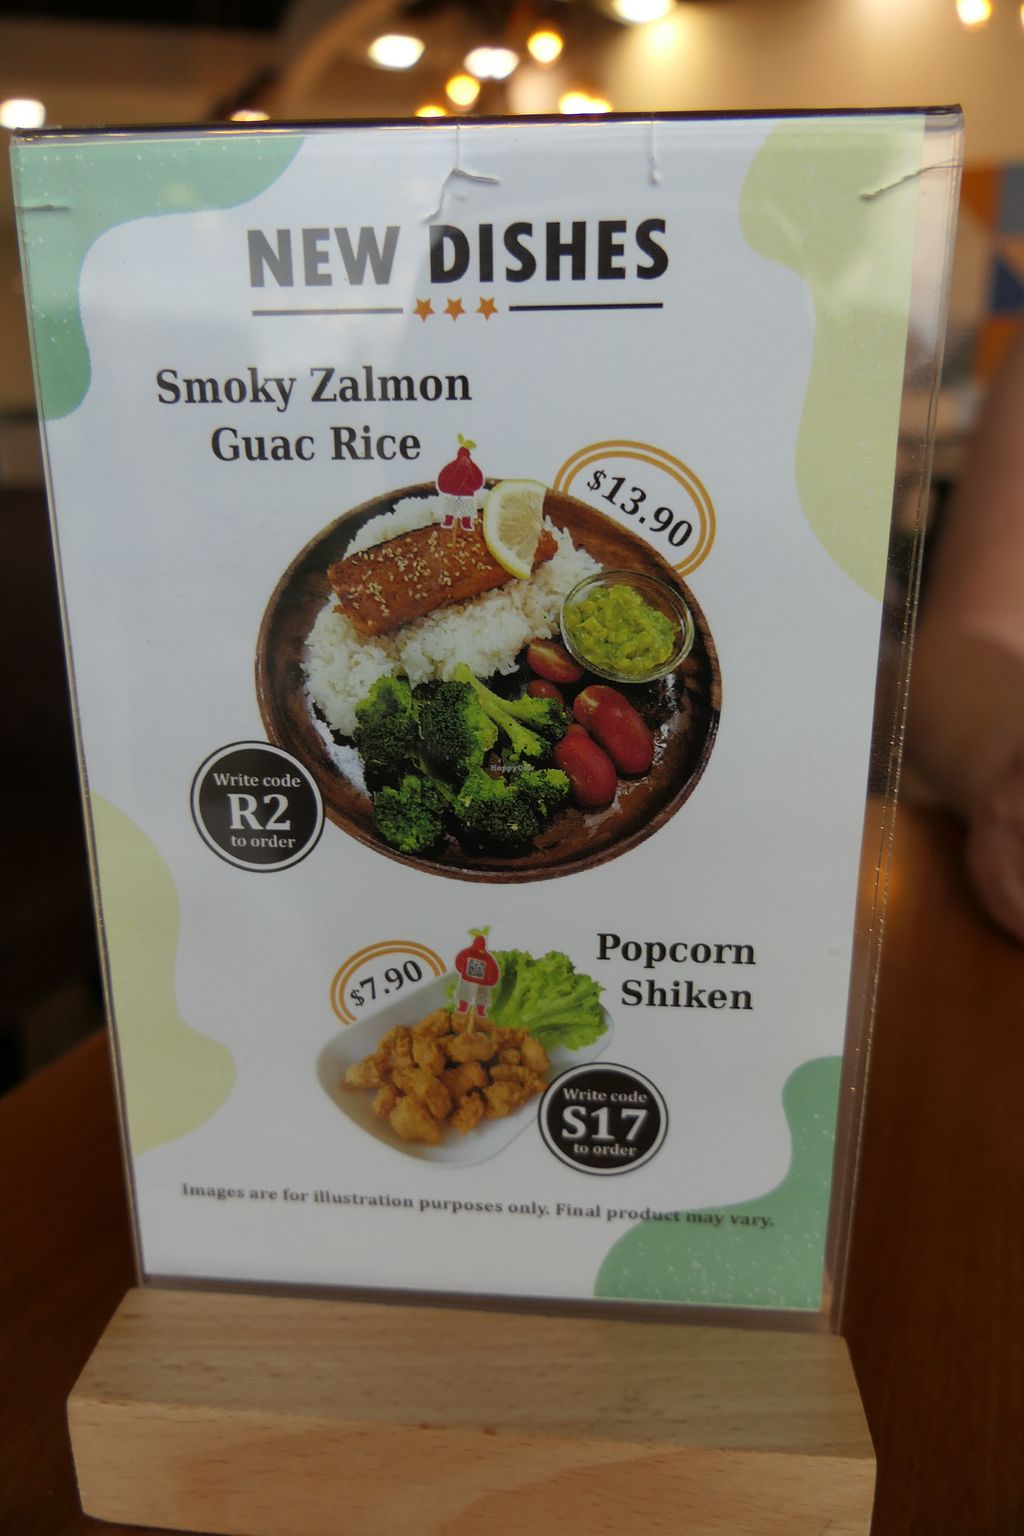 NEW DISHES
Smoky Zalmon
Guac Rice
$13.90
HappyCow
Write code
R2
to order
$7.90
Popcorn
Shiken
Write code
S17
to order
Images are for illustration purposes only. Final product may vary.